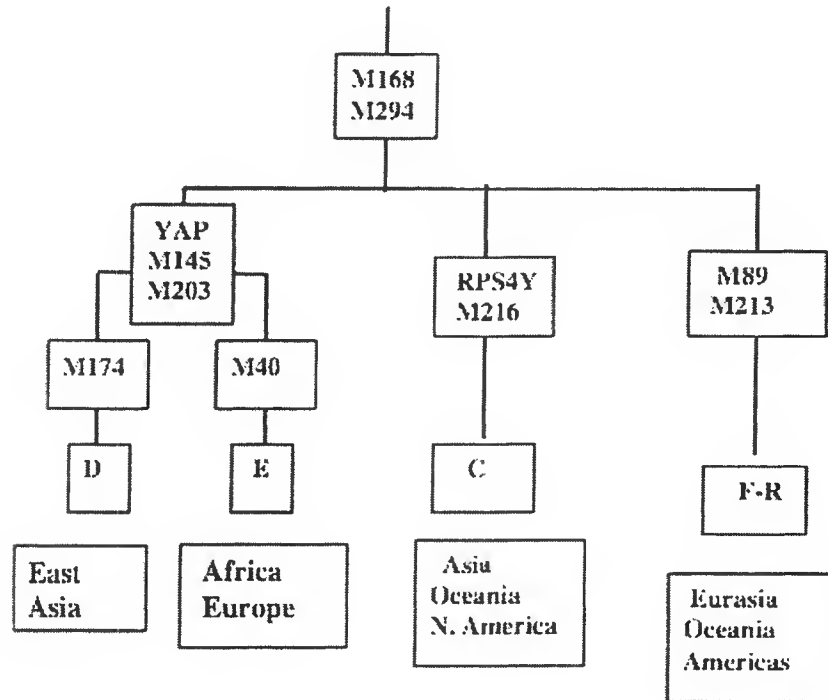 M168
M294
YAP
M145
M203
RPS4Y
M216
M89
M213
M174
M40
D
E
C
F-R
East
Asia
Africa
Europe
Asia
Oceania
N. America
Eurasia
Oceania
Americas